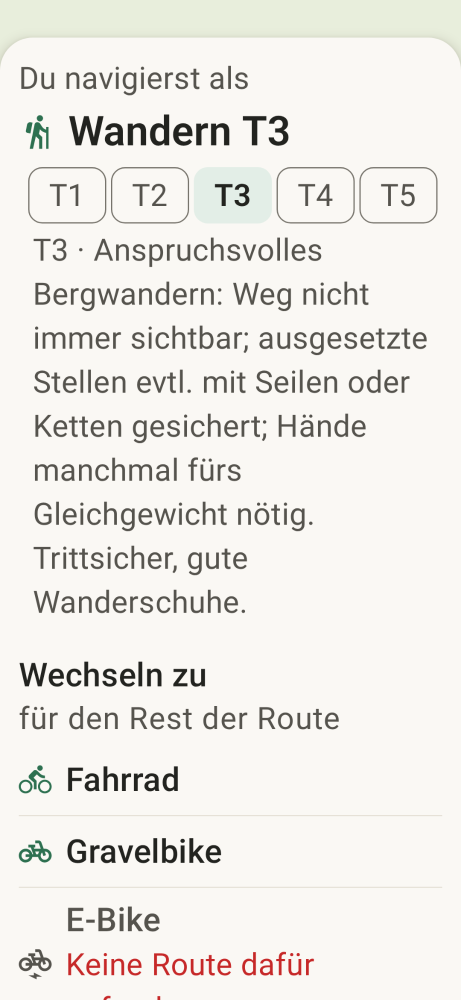 Du navigierst als
Wandern T3
T1 T2 T3 T4 T5
T3 · Anspruchsvolles
Bergwandern: Weg nicht
immer sichtbar; ausgesetzte
Stellen evtl. mit Seilen oder
Ketten gesichert; Hände
manchmal fürs
Gleichgewicht nötig.
Trittsicher, gute
Wanderschuhe.
Wechseln zu
für den Rest der Route
Fahrrad
Gravelbike
E-Bike
Keine Route dafür